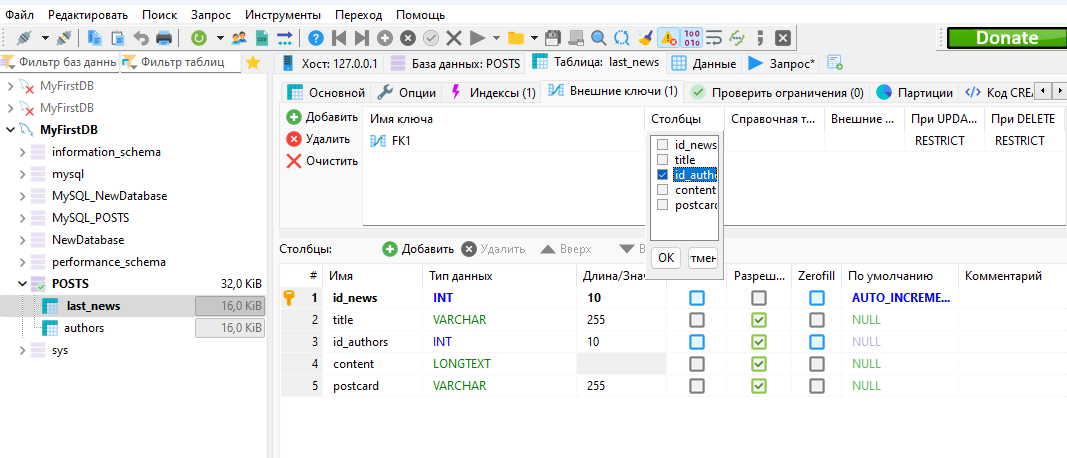 Файл Редактировать Поиск Запрос Инструменты Переход Помощь
Donate
Фильтр баз даннь Фильтр таблиц
Хост: 127.0.0.1 База данных: POSTS Таблица: last_news Данные Запрос*
MyFirstDB
MyFirstDB
MyFirstDB
information_schema
mysql
MySQL_NewDatabase
MySQL_POSTS
NewDatabase
performance_schema
POSTS 32,0 KiB
last_news 16,0 KiB
authors 16,0 KiB
sys
Основной Опции Индексы (1) Внешние ключи (1) Проверить ограничения (0) Партиции Код CREA
Добавить
Удалить
Очистить
Имя ключа Столбцы Справочная т... Внешние ... При UPDA... При DELETE
FK1 RESTRICT RESTRICT
id_news
title
id_autho
content
postcard
ОК тмен
Столбцы: Добавить Удалить Вверх В
# Имя Тип данных Длина/Знач Разреш... Zerofill По умолчанию Комментарий
1 id_news INT 10 AUTO_INCREME...
2 title VARCHAR 255 NULL
3 id_authors INT 10 NULL
4 content LONGTEXT NULL
5 postcard VARCHAR 255 NULL